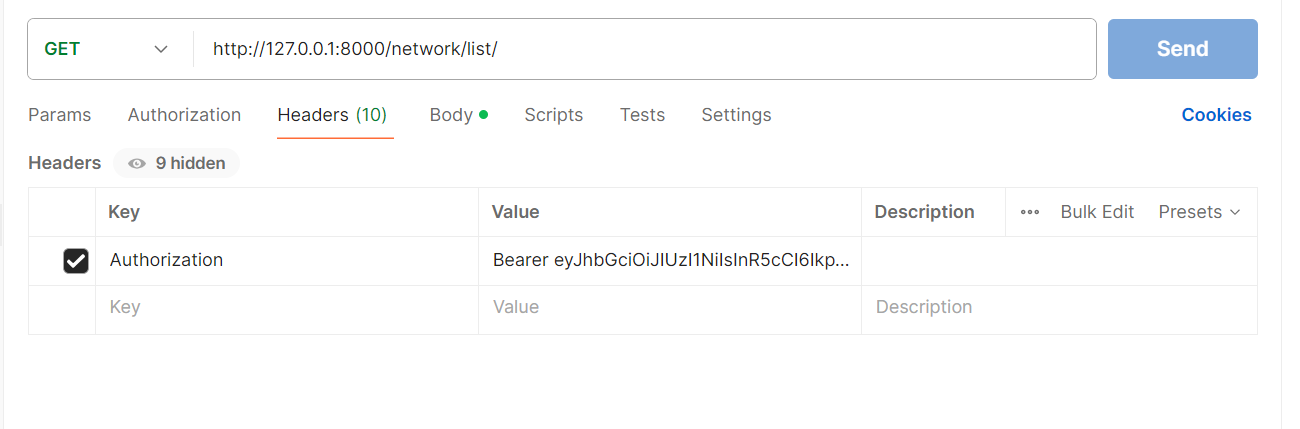 GET http://127.0.0.1:8000/network/list/ Send
Params Authorization Headers (10) Body Scripts Tests Settings Cookies
Headers 9 hidden
Key Value Description Bulk Edit Presets
Authorization Bearer eyJhbGciOiJIUzI1NiIsInR5cCI6Ikp...
Key Value Description